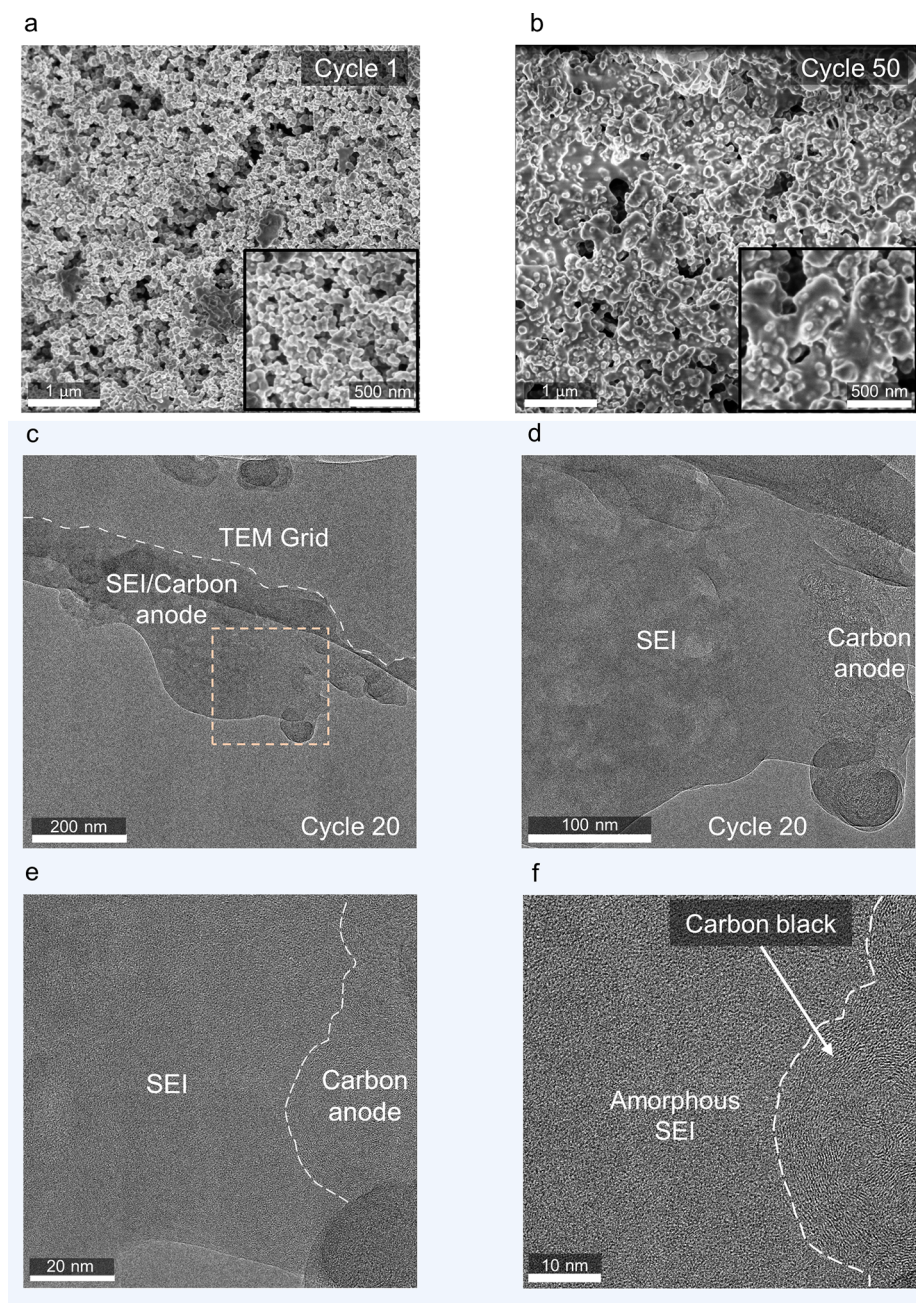 a
b
Cycle 1
Cycle 50
1 µm
500 nm
1 µm
500 nm
c
d
TEM Grid
SEI/Carbon
anode
SEI
Carbon
anode
200 nm
Cycle 20
100 nm
Cycle 20
e
f
Carbon black
SEI
Carbon
anode
Amorphous
SEI
20 nm
10 nm